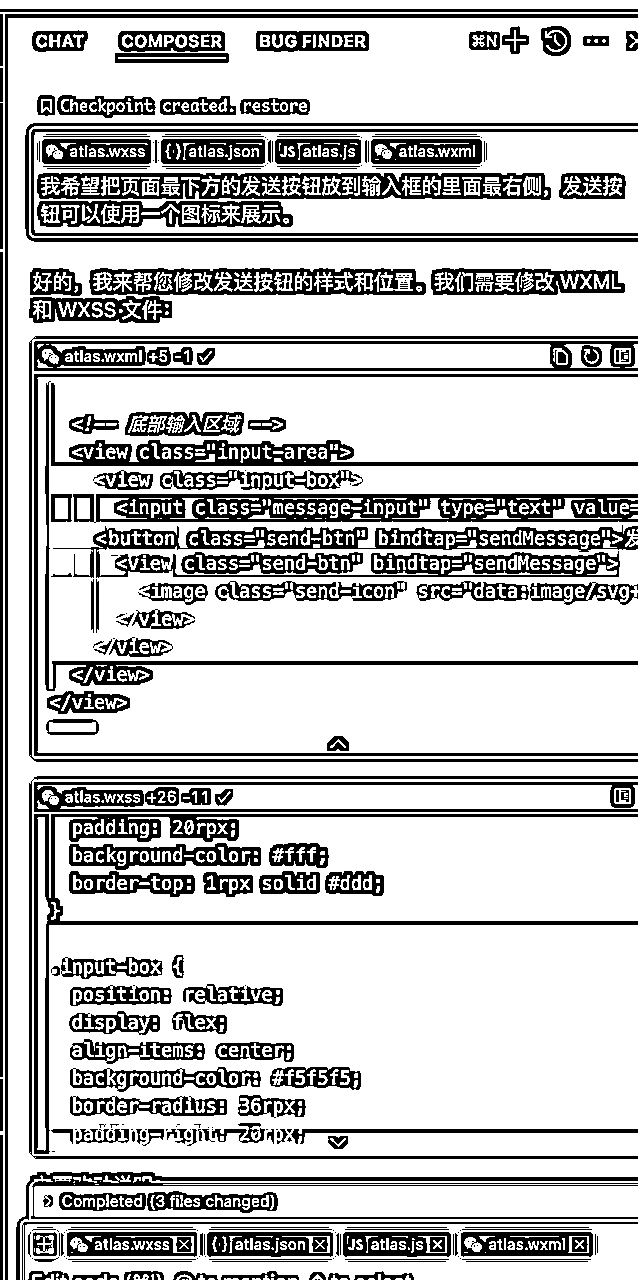 CHAT COMPOSER BUG FINDER ⌘N
Checkpoint created. restore
atlas.wxss {·} atlas.json JS atlas.js atlas.wxml
我希望把页面最下方的发送按钮放到输入框的里面最右侧，发送按
钮可以使用一个图标来展示。
好的，我来帮您修改发送按钮的样式和位置。我们需要修改 WXML
和 WXSS 文件:
atlas.wxml +5 -1
<!-- 底部输入区域 -->
<view class="input-area">
<view class="input-box">
<input class="message-input" type="text" value=
<button class="send-btn" bindtap="sendMessage">
<view class="send-btn" bindtap="sendMessage">
<image class="send-icon" src="data:image/svg+
</view>
</view>
</view>
</view>
atlas.wxss +26 -11
padding: 20rpx;
background-color: #fff;
border-top: 1rpx solid #ddd;
}
.input-box {
position: relative;
display: flex;
align-items: center;
background-color: #f5f5f5;
border-radius: 36rpx;
padding-right: 20rpx;
Completed (3 files changed)
atlas.wxss {·} atlas.json JS atlas.js atlas.wxml